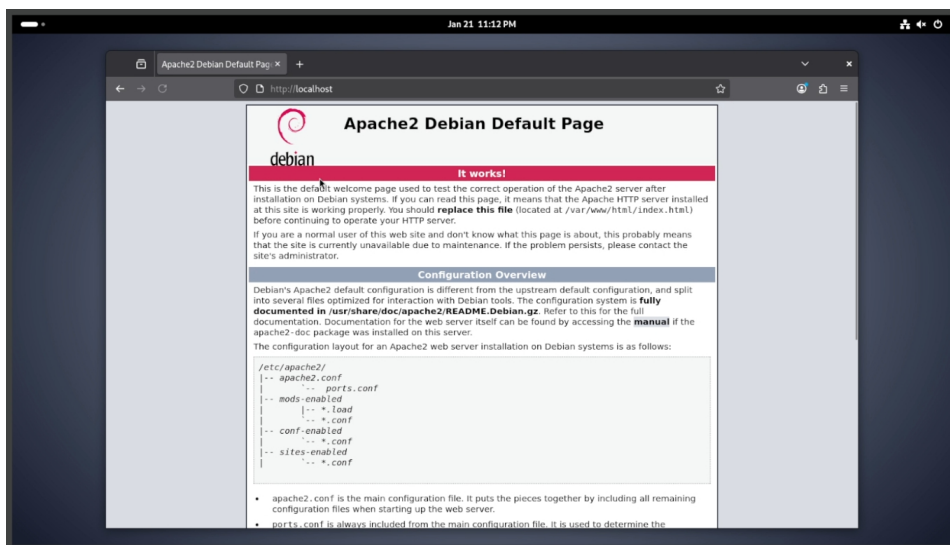 Jan 21 11:12 PM
Apache2 Debian Default Pag
http://localhost
debian
Apache2 Debian Default Page
It works!
This is the default welcome page used to test the correct operation of the Apache2 server after
installation on Debian systems. If you can read this page, it means that the Apache HTTP server installed
at this site is working properly. You should replace this file (located at /var/www/html/index.html)
before continuing to operate your HTTP server.
If you are a normal user of this web site and don't know what this page is about, this probably means
that the site is currently unavailable due to maintenance. If the problem persists, please contact the
site's administrator.
Configuration Overview
Debian's Apache2 default configuration is different from the upstream default configuration, and split
into several files optimized for interaction with Debian tools. The configuration system is fully
documented in /usr/share/doc/apache2/README.Debian.gz. Refer to this for the full
documentation. Documentation for the web server itself can be found by accessing the manual if the
apache2-doc package was installed on this server.
The configuration layout for an Apache2 web server installation on Debian systems is as follows:
/etc/apache2/
|-- apache2.conf
|       `--  ports.conf
|-- mods-enabled
|       |-- *.load
|       `-- *.conf
|-- conf-enabled
|       `-- *.conf
|-- sites-enabled
|       `-- *.conf
• apache2.conf is the main configuration file. It puts the pieces together by including all remaining
configuration files when starting up the web server.
• ports.conf is always included from the main configuration file. It is used to determine the